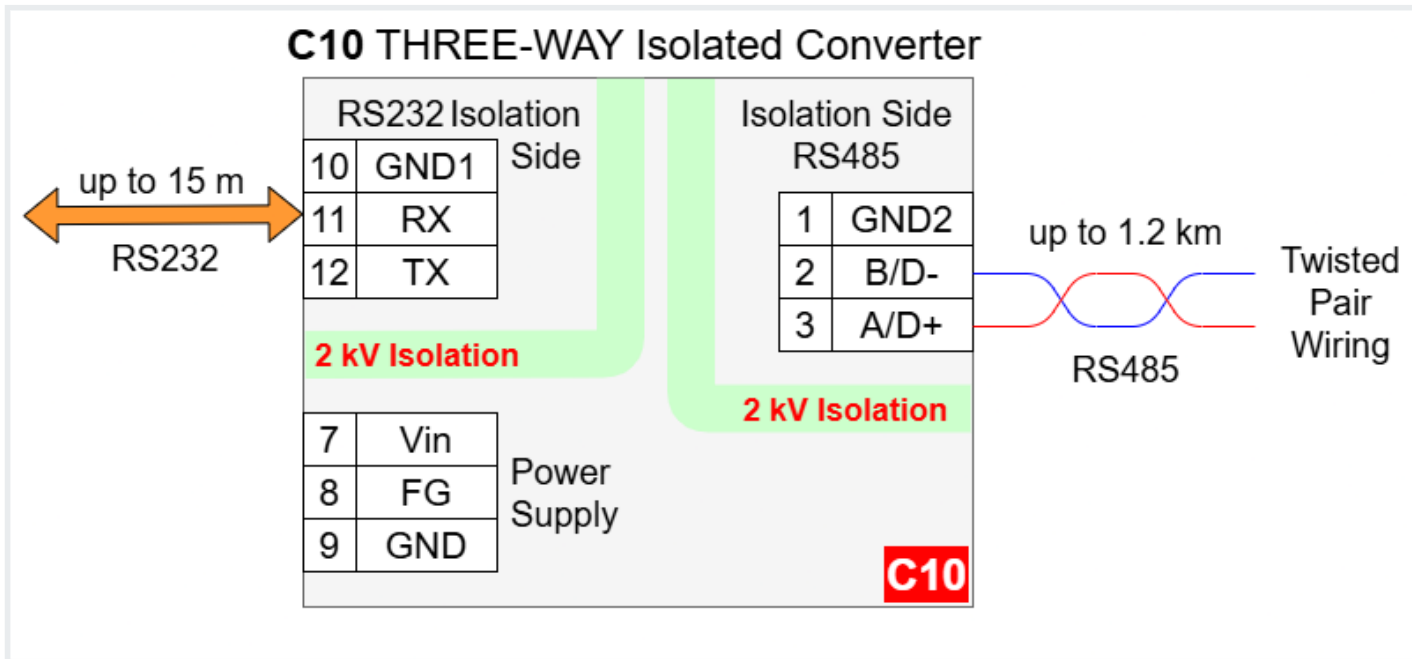 C10 THREE-WAY Isolated Converter
RS232 Isolation
Side
10 GND1
11 RX
12 TX
up to 15 m
RS232
2 kV Isolation
7 Vin
8 FG
9 GND
Power
Supply
Isolation Side
RS485
1 GND2
2 B/D-
3 A/D+
2 kV Isolation
up to 1.2 km
RS485
Twisted
Pair
Wiring
C10